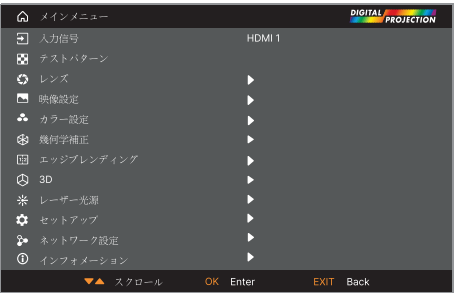 メインメニュー DIGITAL PROJECTION
入力信号 HDMI 1
テストパターン
レンズ
映像設定
カラー設定
幾何学補正
エッジブレンディング
3D
レーザー光源
セットアップ
ネットワーク設定
インフォメーション
スクロール OK Enter EXIT Back